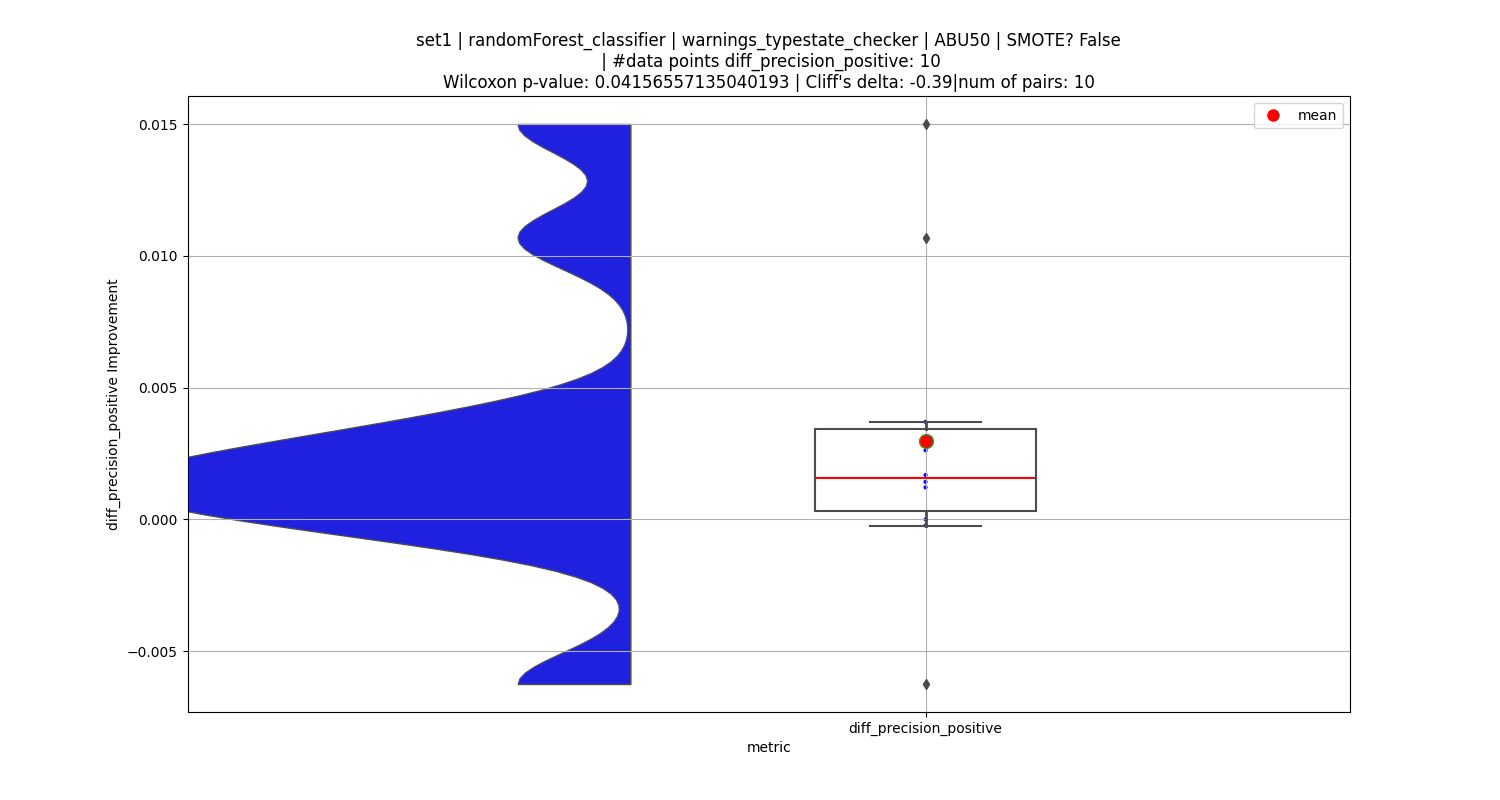 set1 | randomForest_classifier | warnings_typestate_checker | ABU50 | SMOTE? False
| #data points diff_precision_positive: 10
Wilcoxon p-value: 0.04156557135040193 | Cliff's delta: -0.39|num of pairs: 10
mean
diff_precision_positive Improvement
0.015
0.010
0.005
0.000
−0.005
diff_precision_positive
metric